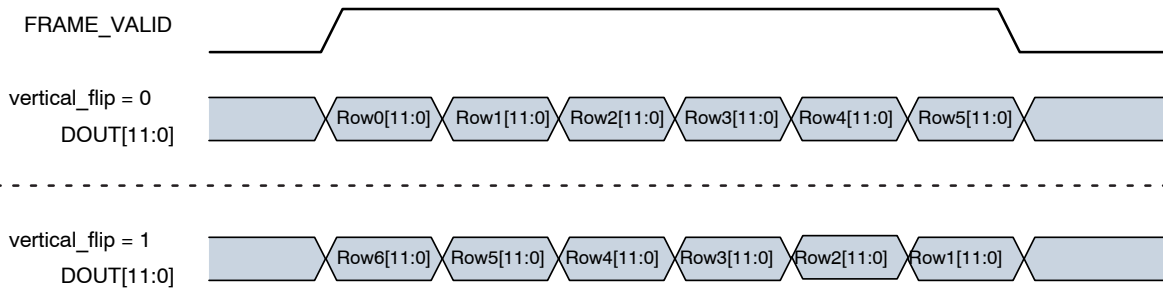 FRAME_VALID
vertical_flip = 0
DOUT[11:0]
Row0[11:0] Row1[11:0] Row2[11:0] Row3[11:0] Row4[11:0] Row5[11:0]
vertical_flip = 1
DOUT[11:0]
Row6[11:0] Row5[11:0] Row4[11:0] Row3[11:0] Row2[11:0] Row1[11:0]